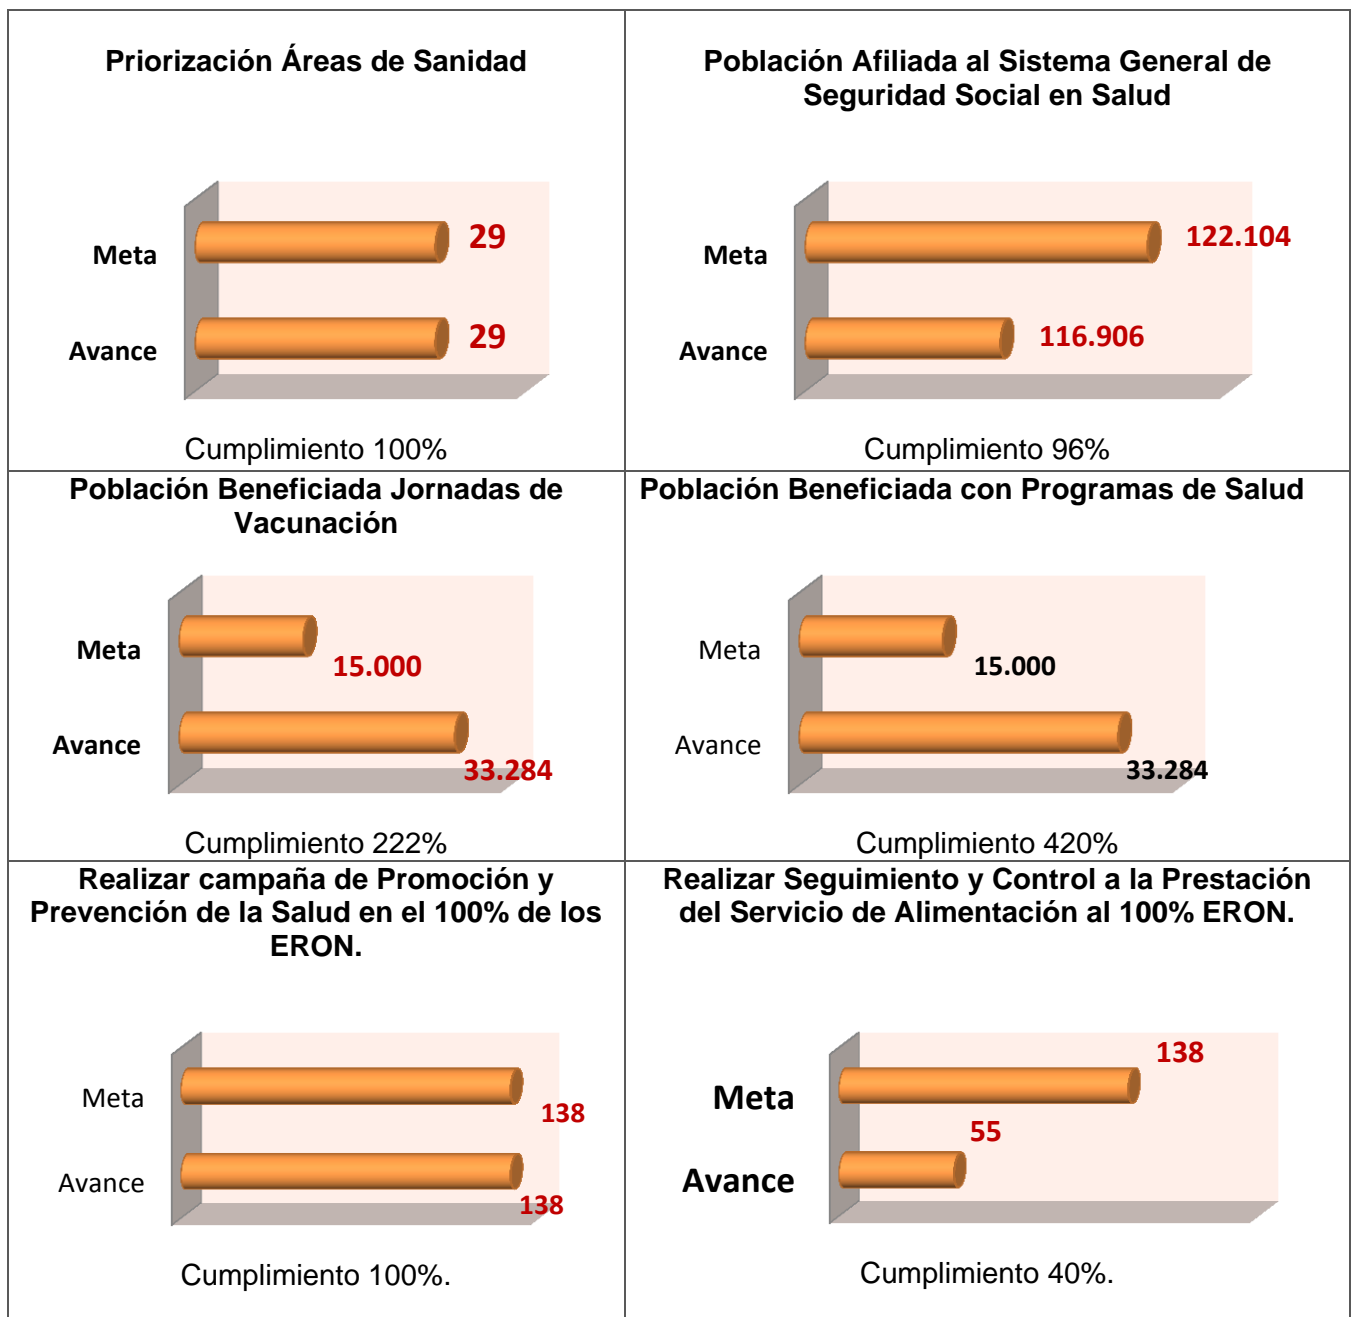 Priorización Áreas de Sanidad
Meta
29
Avance
29
Cumplimiento 100%
Población Afiliada al Sistema General de
Seguridad Social en Salud
Meta
122.104
Avance
116.906
Cumplimiento 96%
Población Beneficiada Jornadas de
Vacunación
Meta
15.000
Avance
33.284
Cumplimiento 222%
Población Beneficiada con Programas de Salud
Meta
15.000
Avance
33.284
Cumplimiento 420%
Realizar campaña de Promoción y
Prevención de la Salud en el 100% de los
ERON.
Meta
138
Avance
138
Cumplimiento 100%.
Realizar Seguimiento y Control a la Prestación
del Servicio de Alimentación al 100% ERON.
Meta
138
Avance
55
Cumplimiento 40%.